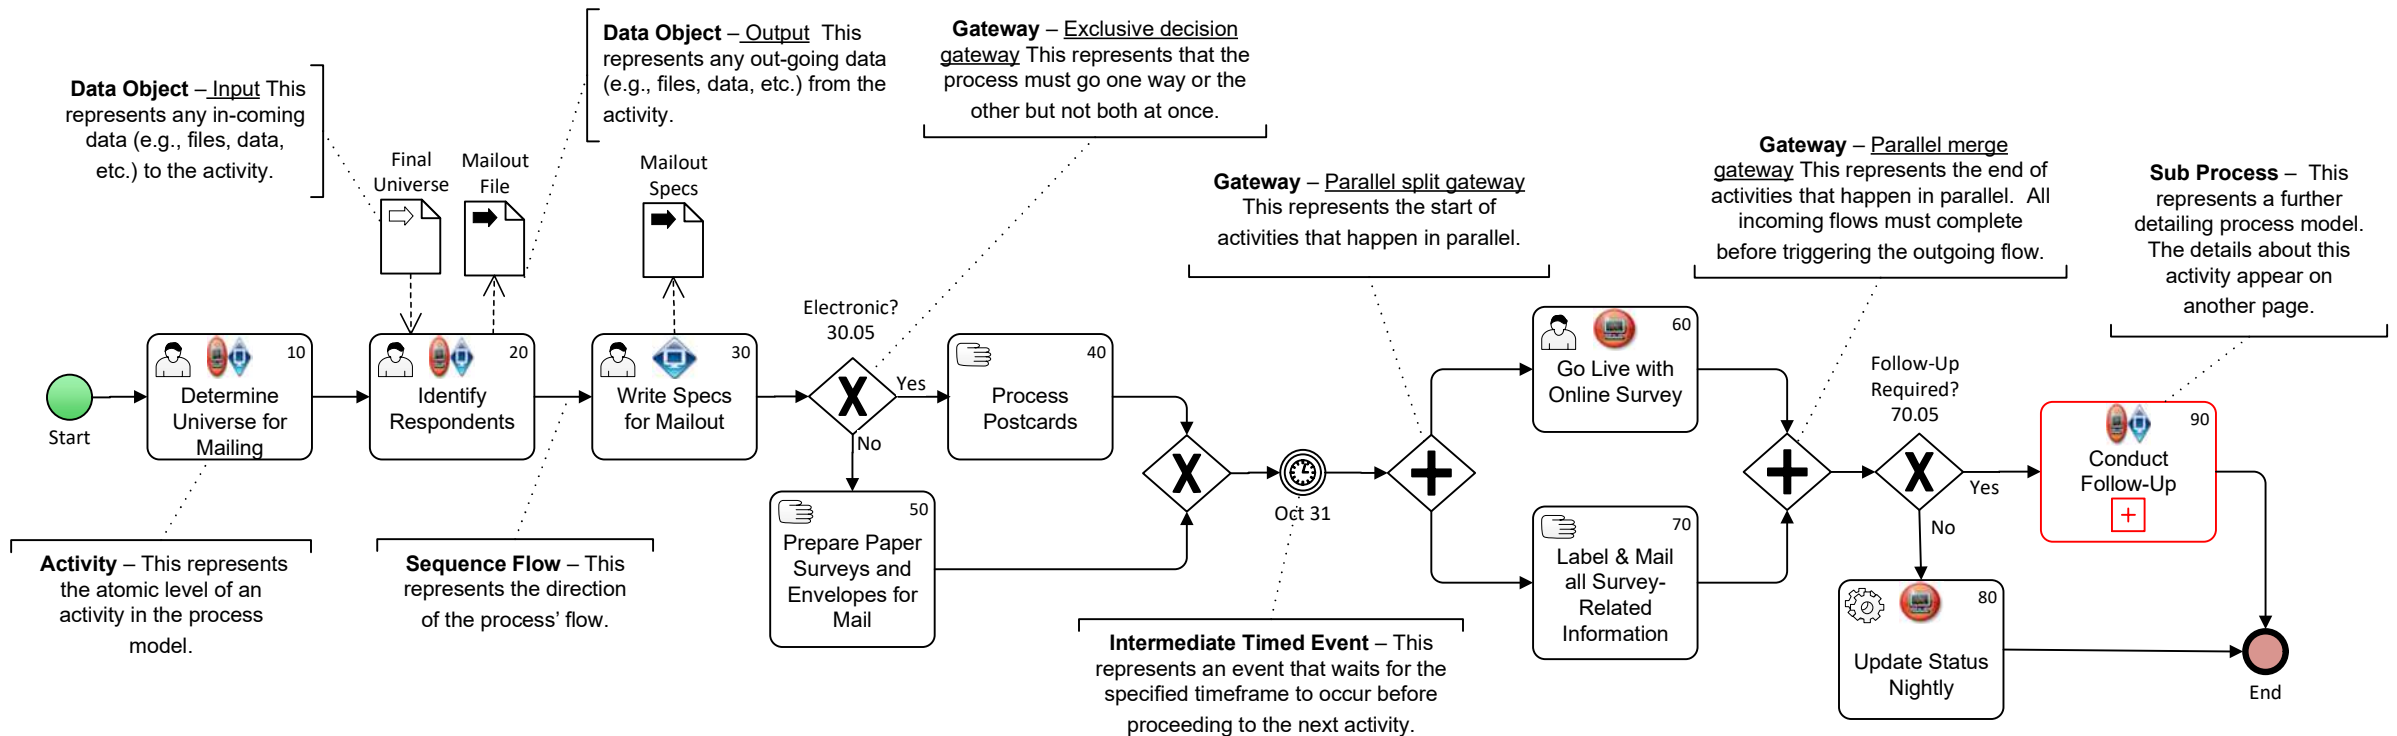 Data Object – Input This
represents any in-coming
data (e.g., files, data,
etc.) to the activity.
Data Object – Output  This
represents any out-going data
(e.g., files, data, etc.) from the
activity.
Gateway – Exclusive decision
gateway This represents that the
process must go one way or the
other but not both at once.
Gateway – Parallel split gateway
This represents the start of
activities that happen in parallel.
Gateway – Parallel merge
gateway This represents the end of
activities that happen in parallel.  All
incoming flows must complete
before triggering the outgoing flow.
Sub Process –  This
represents a further
detailing process model.
The details about this
activity appear on
another page.
Final
Universe
Mailout
File
Mailout
Specs
Start
10
Determine
Universe for
Mailing
20
Identify
Respondents
30
Write Specs
for Mailout
Electronic?
30.05
Yes
No
40
Process
Postcards
50
Prepare Paper
Surveys and
Envelopes for
Mail
Oct 31
60
Go Live with
Online Survey
70
Label & Mail
all Survey-
Related
Information
Follow-Up
Required?
70.05
Yes
No
80
Update Status
Nightly
90
Conduct
Follow-Up
End
Activity – This represents
the atomic level of an
activity in the process
model.
Sequence Flow – This
represents the direction
of the process’ flow.
Intermediate Timed Event – This
represents an event that waits for the
specified timeframe to occur before
proceeding to the next activity.